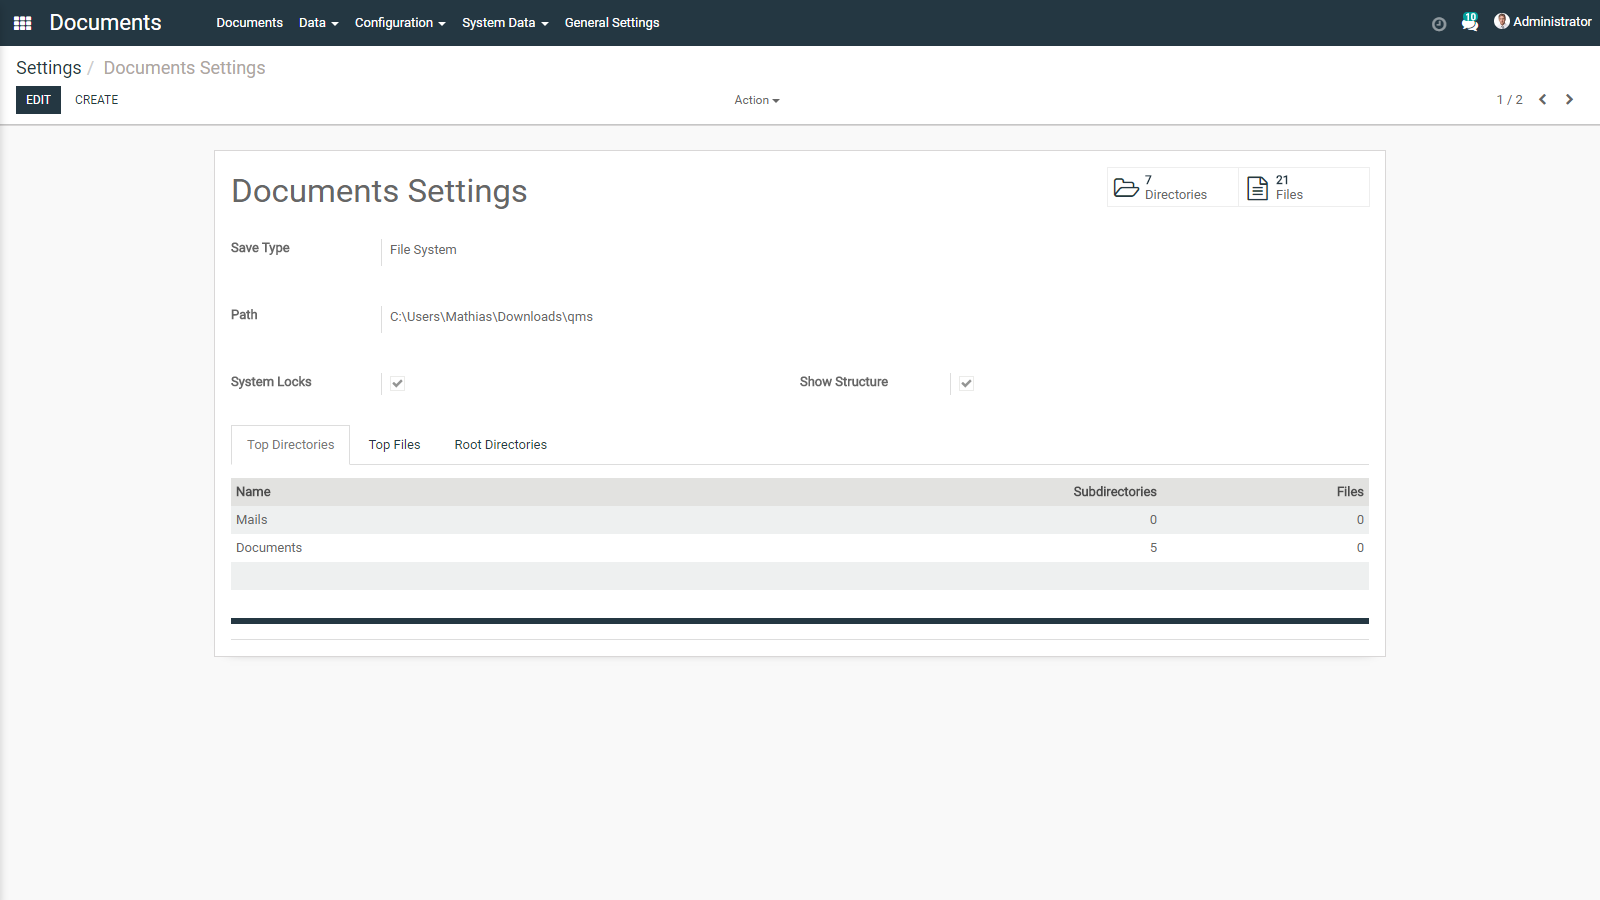 Documents Documents Data Configuration System Data General Settings 10 Administrator
Settings / Documents Settings
EDIT CREATE Action 1 / 2
Documents Settings
7 Directories
21 Files
Save Type File System
Path C:\Users\Mathias\Downloads\qms
System Locks Show Structure
Top Directories Top Files Root Directories
Name Subdirectories Files
Mails 0 0
Documents 5 0